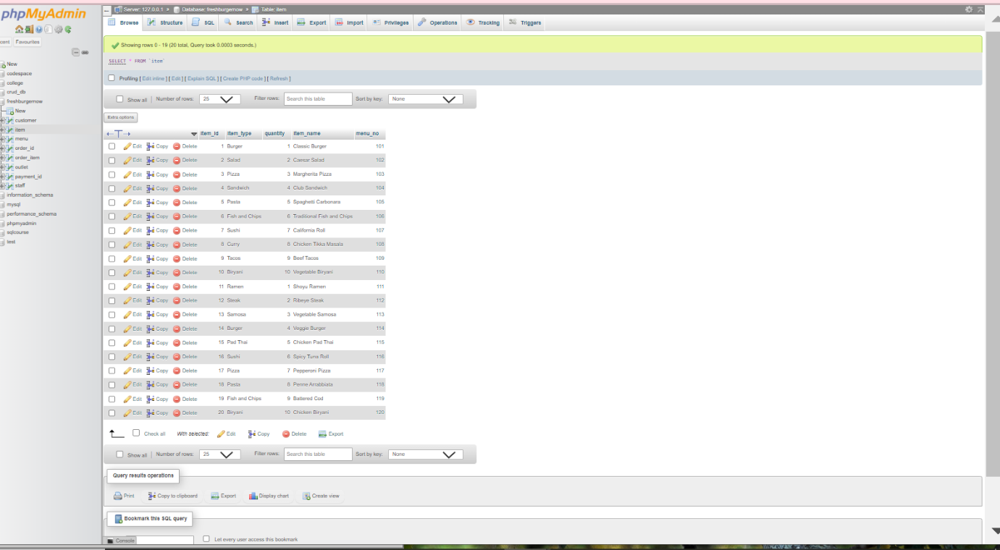 phpMyAdmin
Server: 127.0.0.1 » Database: freshburgernow » Table: item
Browse Structure SQL Search Insert Export Import Privileges Operations Tracking Triggers
cent Favourites
New
codespace
college
crud_db
freshburgernow
New
customer
item
menu
order_id
order_item
outlet
payment_id
staff
information_schema
mysql
performance_schema
phpmyadmin
sqlcourse
test
Showing rows 0 - 19 (20 total, Query took 0.0003 seconds.)
SELECT * FROM `item`
Profiling [ Edit inline ] [ Edit ] [ Explain SQL ] [ Create PHP code ] [ Refresh ]
Show all | Number of rows: 25 Filter rows: Search this table Sort by key: None
Extra options
←T→ item_id item_type quantity item_name menu_no
Edit Copy Delete 1 Burger 1 Classic Burger 101
Edit Copy Delete 2 Salad 2 Caesar Salad 102
Edit Copy Delete 3 Pizza 3 Margherita Pizza 103
Edit Copy Delete 4 Sandwich 4 Club Sandwich 104
Edit Copy Delete 5 Pasta 5 Spaghetti Carbonara 105
Edit Copy Delete 6 Fish and Chips 6 Traditional Fish and Chips 106
Edit Copy Delete 7 Sushi 7 California Roll 107
Edit Copy Delete 8 Curry 8 Chicken Tikka Masala 108
Edit Copy Delete 9 Tacos 9 Beef Tacos 109
Edit Copy Delete 10 Biryani 10 Vegetable Biryani 110
Edit Copy Delete 11 Ramen 1 Shoyu Ramen 111
Edit Copy Delete 12 Steak 2 Ribeye Steak 112
Edit Copy Delete 13 Samosa 3 Vegetable Samosa 113
Edit Copy Delete 14 Burger 4 Veggie Burger 114
Edit Copy Delete 15 Pad Thai 5 Chicken Pad Thai 115
Edit Copy Delete 16 Sushi 6 Spicy Tuna Roll 116
Edit Copy Delete 17 Pizza 7 Pepperoni Pizza 117
Edit Copy Delete 18 Pasta 8 Penne Arrabbiata 118
Edit Copy Delete 19 Fish and Chips 9 Battered Cod 119
Edit Copy Delete 20 Biryani 10 Chicken Biryani 120
Check all With selected: Edit Copy Delete Export
Show all | Number of rows: 25 Filter rows: Search this table Sort by key: None
Query results operations
Print Copy to clipboard Export Display chart Create view
Bookmark this SQL query
Console Let every user access this bookmark